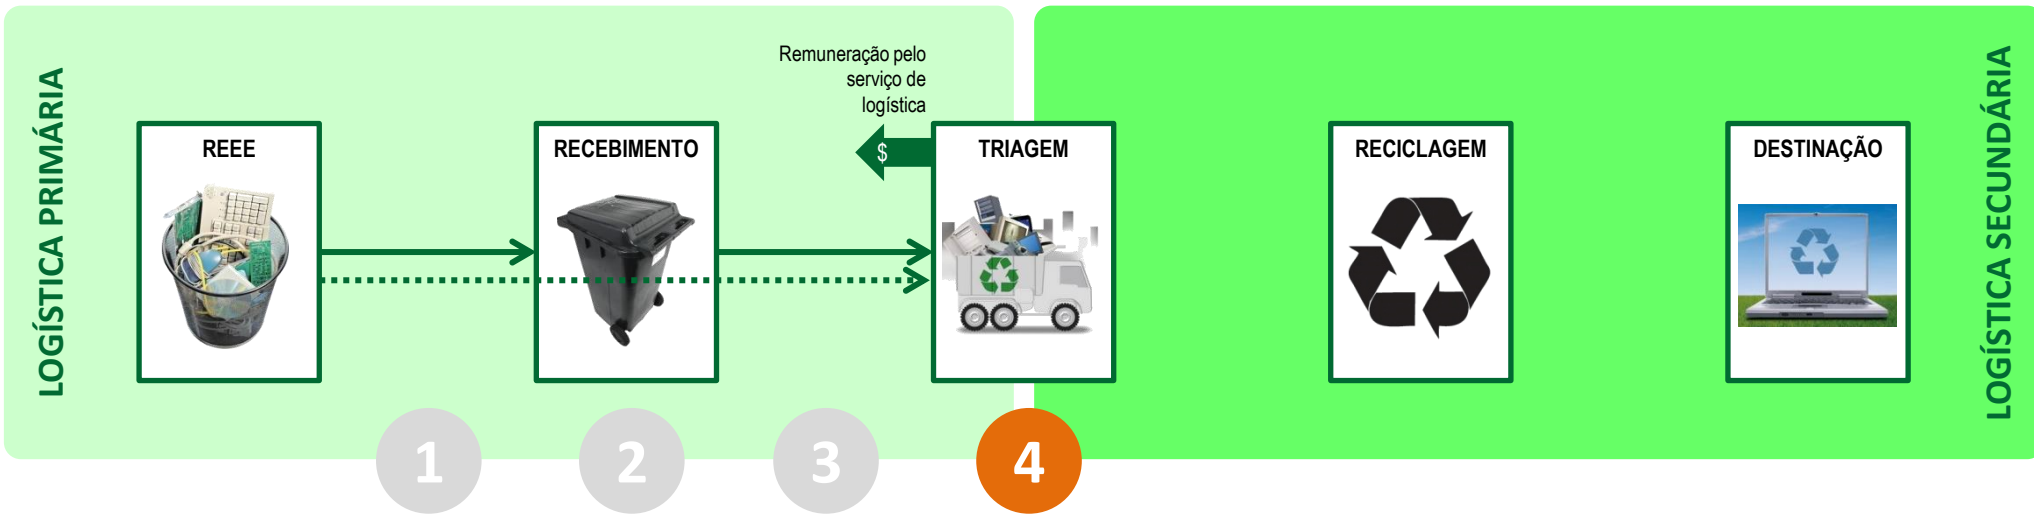 LOGÍSTICA PRIMÁRIA
REEE
RECEBIMENTO
Remuneração pelo
serviço de
logística
$
TRIAGEM
RECICLAGEM
DESTINAÇÃO
LOGÍSTICA SECUNDÁRIA
1
2
3
4